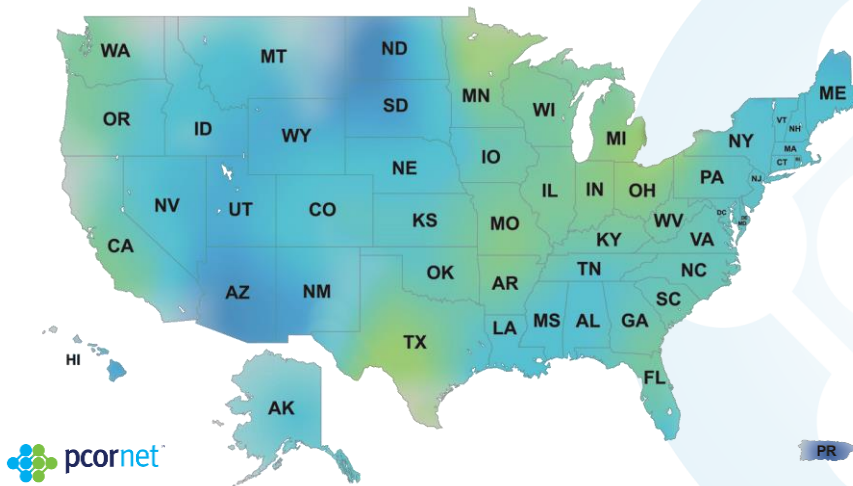 WA
MT
ND
MN
OR
ID
SD
WI
MI
ME
VT
NH
NY
WY
MA
CT
NE
IO
PA
NJ
NV
UT
CO
IL
IN
OH
KS
MO
WV
DC
CA
KY
VA
OK
TN
NC
AZ
NM
AR
SC
TX
LA
MS
AL
GA
HI
FL
AK
pcornet
PR